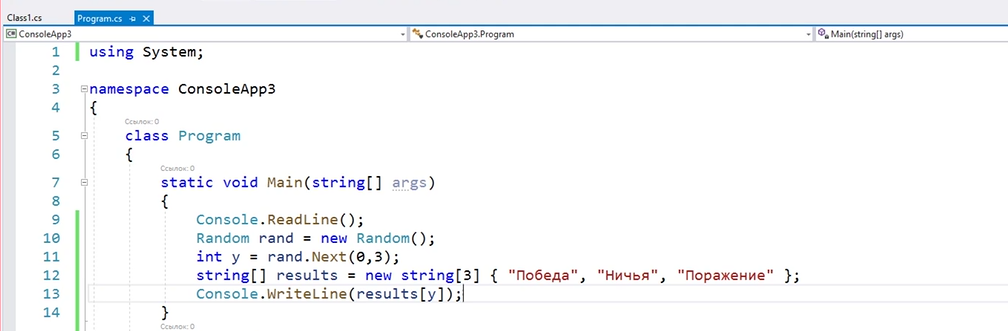 Class1.cs Program.cs
ConsoleApp3 ConsoleApp3.Program Main(string[] args)
1 using System;
2
3 namespace ConsoleApp3
4 {
Ссылок: 0
5 class Program
6 {
Ссылок: 0
7 static void Main(string[] args)
8 {
9 Console.ReadLine();
10 Random rand = new Random();
11 int y = rand.Next(0,3);
12 string[] results = new string[3] { "Победа", "Ничья", "Поражение" };
13 Console.WriteLine(results[y]);
14 }
Ссылок: 0